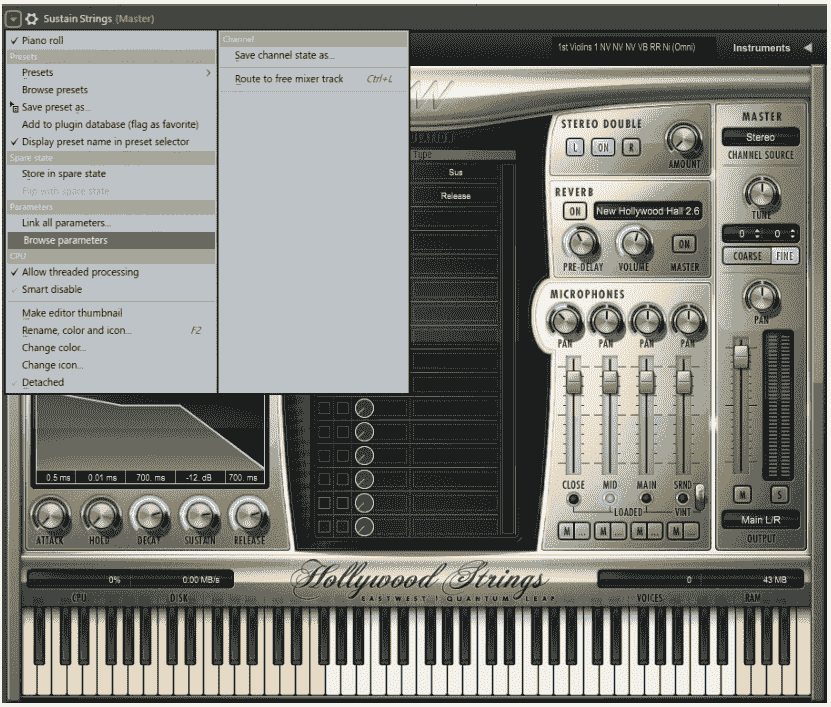 Sustain Strings (Master)
Piano roll
Presets
Presets
Browse presets
Save preset as..
Add to plugin database (flag as favorite)
Display preset name in preset selector
Spare state
Store in spare state
Flip with spare state
Parameters
Link all parameters...
Browse parameters
CPU
Allow threaded processing
Smart disable
Make editor thumbnail
Rename, color and icon... F2
Change color...
Change icon...
Detached
Channel
Save channel state as...
Route to free mixer track Ctrl+L
1st Violins 1 NV NV NV VB RR Ni (Omni)
Instruments
Type
Sus
Release
STEREO DOUBLE
L ON R
AMOUNT
REVERB
ON New Hollywood Hall 2.6
ON
PRE-DELAY VOLUME MASTER
MICROPHONES
PAN PAN PAN PAN
CLOSE MID MAIN SRND
LOADED VINT
M ... M ... M ... M ...
MASTER
Stereo
CHANNEL SOURCE
TUNE
0 0
COARSE FINE
PAN
M S
Main L/R
OUTPUT
0.5 ms 0.01 ms 700. ms -12. dB 700. ms
ATTACK HOLD DECAY SUSTAIN RELEASE
0% 0.00 MB/s
CPU DISK
Hollywood Strings
EASTWEST | QUANTUM LEAP
0 43 MB
VOICES RAM